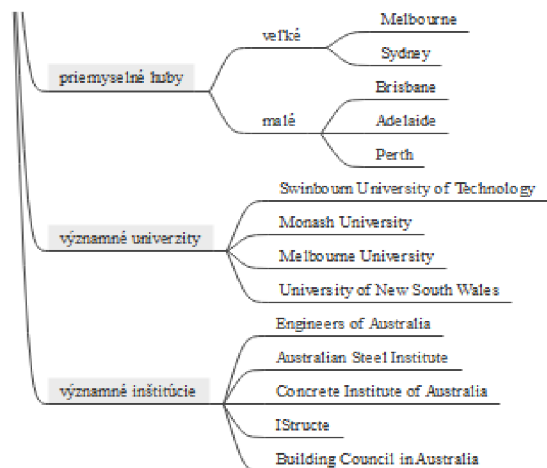 priemyselné huby
veľké
Melbourne
Sydney
malé
Brisbane
Adelaide
Perth
významné univerzity
Swinbourn University of Technology
Monash University
Melbourne University
University of New South Wales
významné inštitúcie
Engineers of Australia
Australian Steel Institute
Concrete Institute of Australia
IStructe
Building Council in Australia